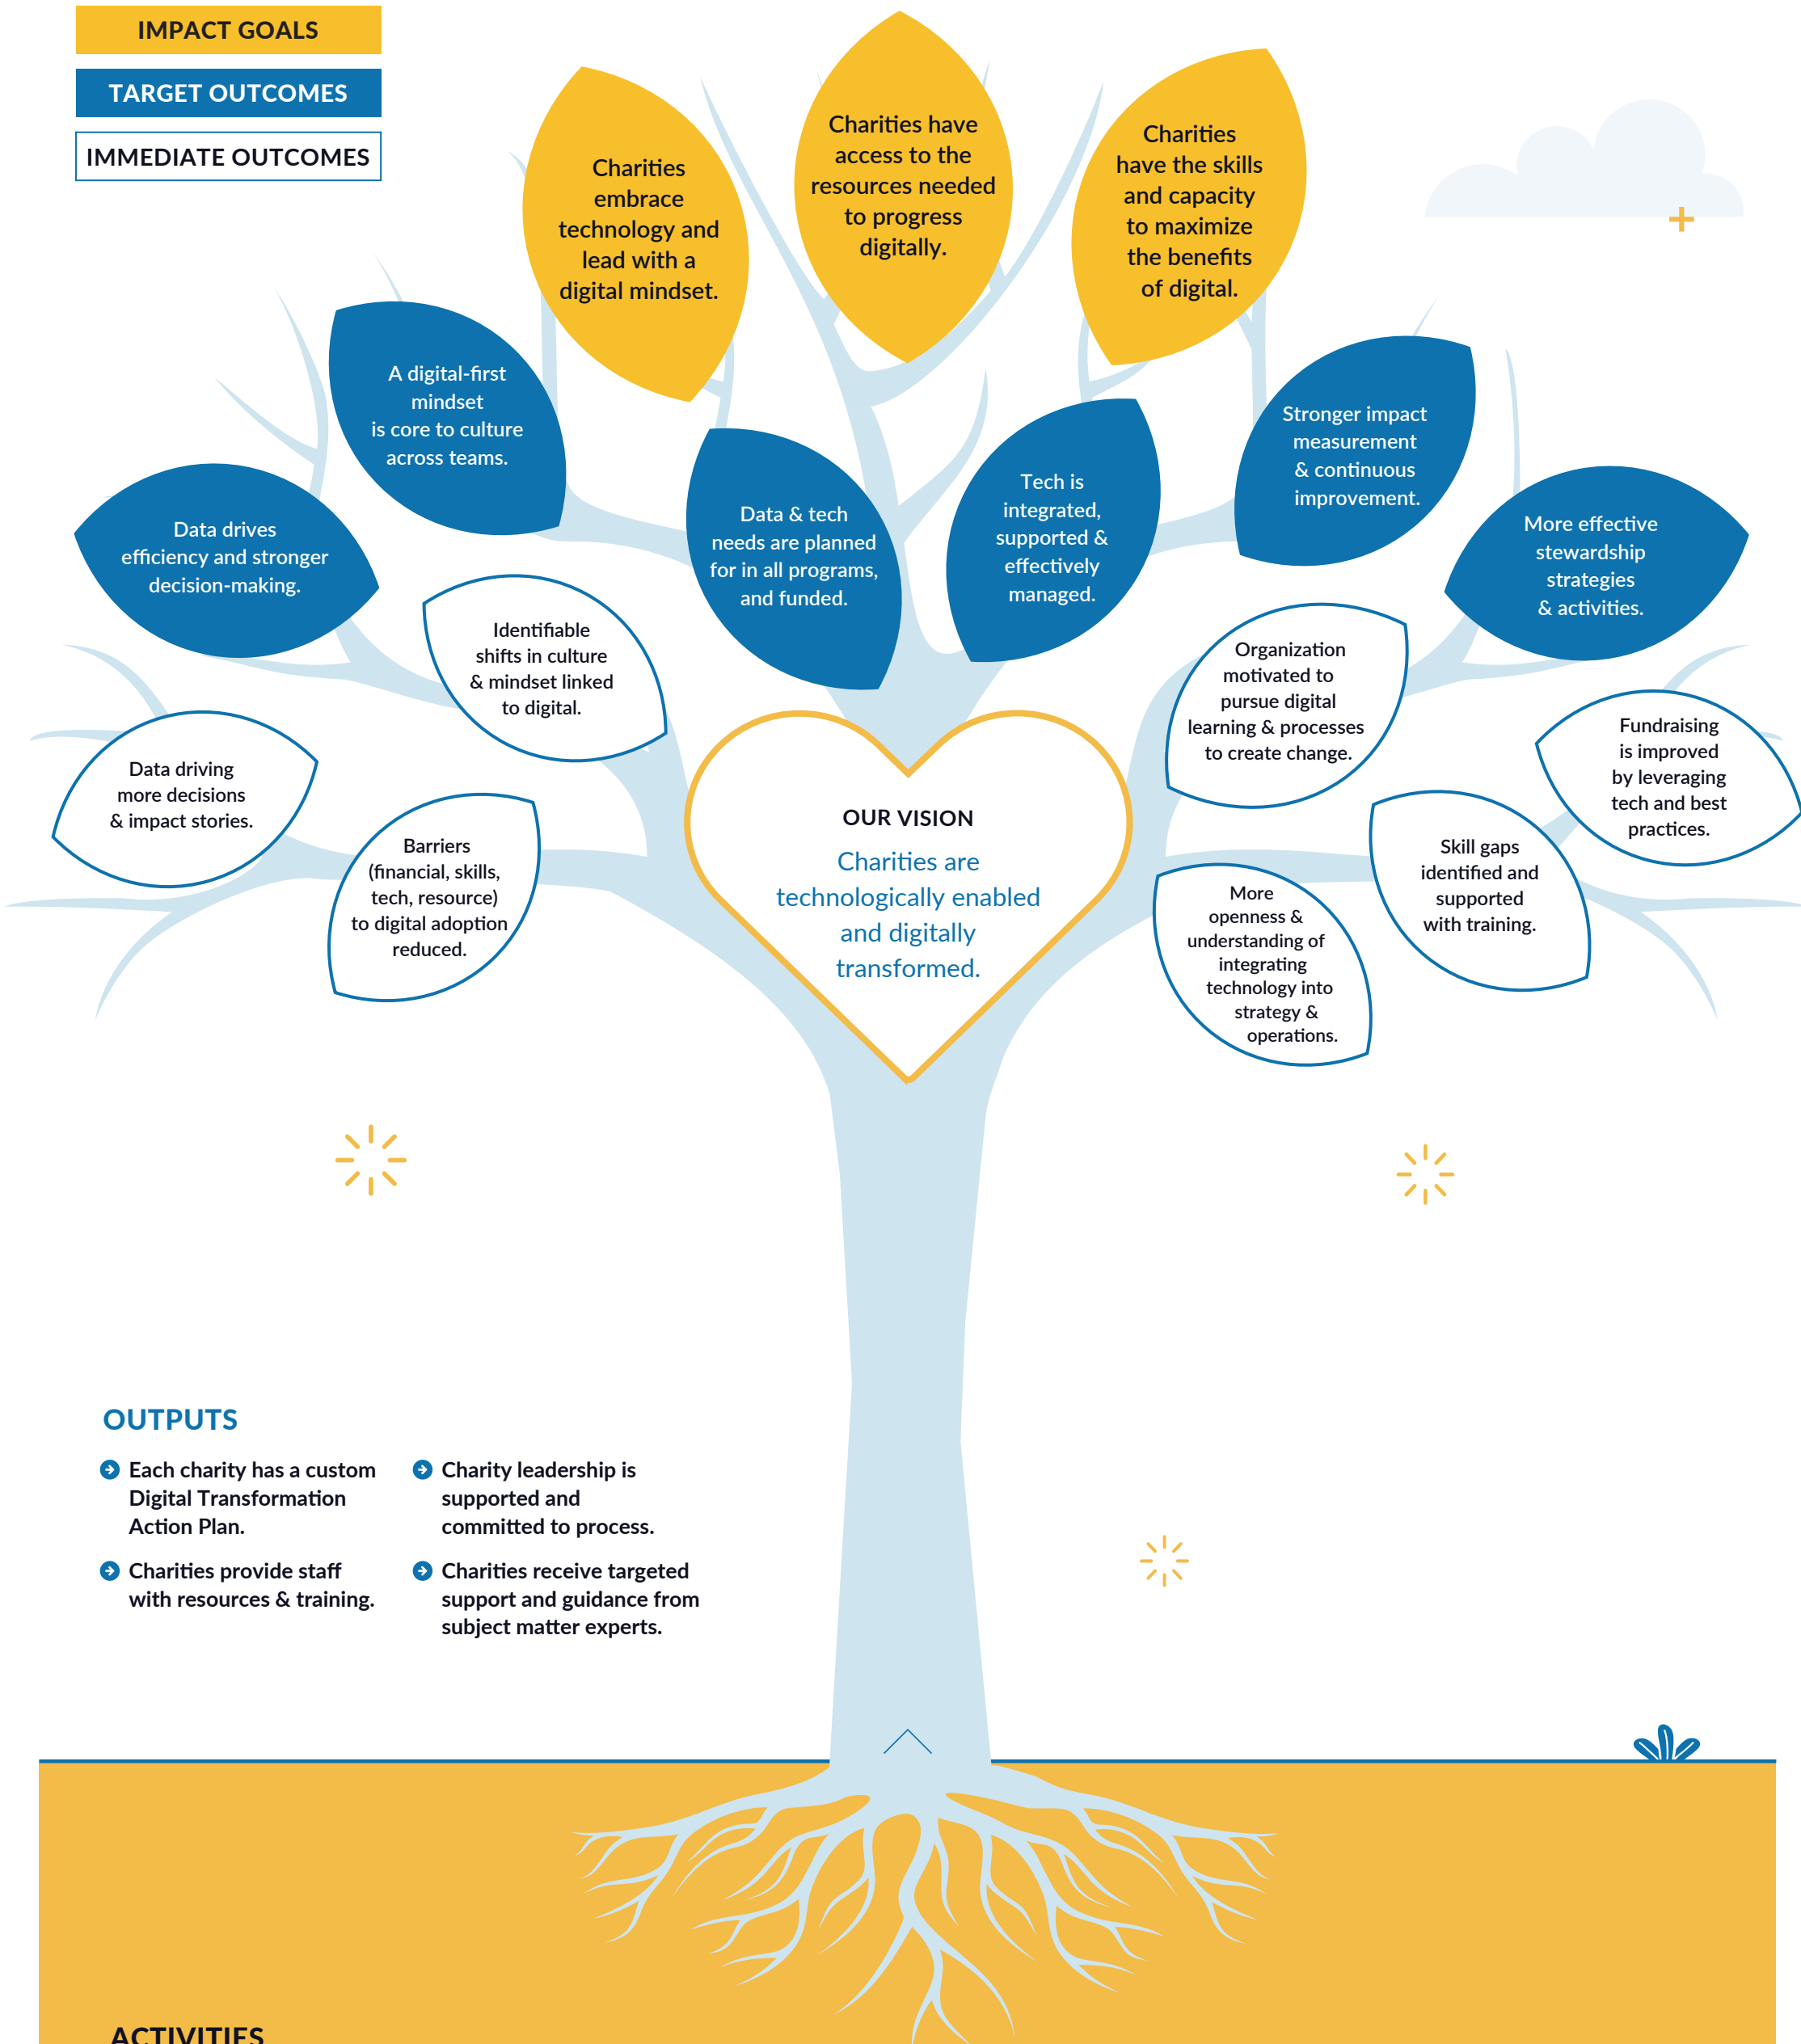 IMPACT GOALS
TARGET OUTCOMES
IMMEDIATE OUTCOMES
Charities
embrace
technology and
lead with a
digital mindset.
Charities have
access to the
resources needed
to progress
digitally.
Charities
have the skills
and capacity
to maximize
the benefits
of digital.
Data drives
efficiency and stronger
decision-making.
A digital-first
mindset
is core to culture
across teams.
Data & tech
needs are planned
for in all programs,
and funded.
Tech is
integrated,
supported &
effectively
managed.
Stronger impact
measurement
& continuous
improvement.
More effective
stewardship
strategies
& activities.
Data driving
more decisions
& impact stories.
Identifiable
shifts in culture
& mindset linked
to digital.
Barriers
(financial, skills,
tech, resource)
to digital adoption
reduced.
OUR VISION
Charities are
technologically enabled
and digitally
transformed.
Organization
motivated to
pursue digital
learning & processes
to create change.
More
openness &
understanding of
integrating
technology into
strategy &
operations.
Skill gaps
identified and
supported
with training.
Fundraising
is improved
by leveraging
tech and best
practices.
OUTPUTS
Each charity has a custom
Digital Transformation
Action Plan.
Charities provide staff
with resources & training.
Charity leadership is
supported and
committed to process.
Charities receive targeted
support and guidance from
subject matter experts.
ACTIVITIES